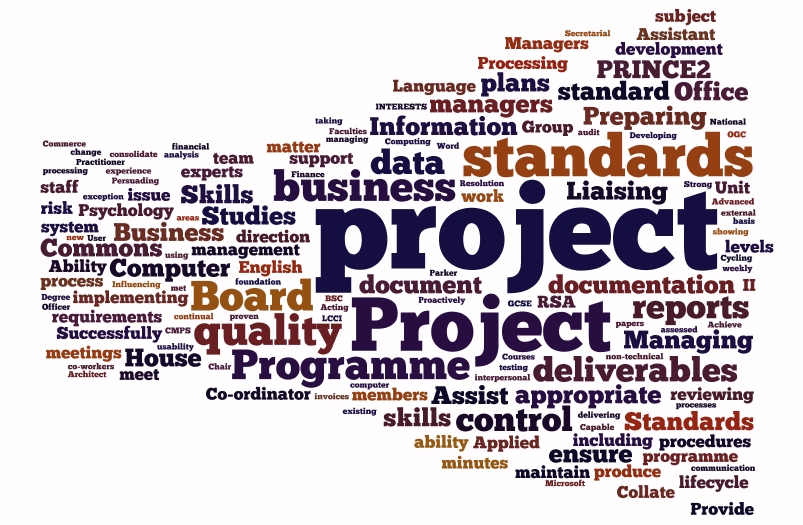 subject
Secretarial
Assistant
Managers
development
Processing
PRINCE2
Language
plans
standard
Office
INTERESTS
managers
Preparing
National
taking
Information
Group
audit
Developing
OGC
Faculties
managing
Computing
Word
Commerce
financial
matter
standards
change
consolidate
analysis
team
support
data
Practitioner
processing
experience
experts
Finance
business
Resolution
Liaising
Strong
Unit
staff
Persuading
exception
issue
Skills
work
Advanced
risk
Psychology
areas
Studies
project
external
basis
system
new
User
Business
direction
showing
Commons
using
management
levels
Ability
Computer
English
Parker
Cycling
weekly
process
Influencing
met
foundation
document
documentation
II
Degree
implementing
Board
BSC
Proactively
GCSE
RSA
reports
Officer
Acting
requirements
continual
proven
LCCI
Project
papers
assessed
Achieve
Successfully
CMPS
quality
Managing
usability
meetings
House
Courses
non-technical
co-workers
Chair
Programme
testing
deliverables
Architect
meet
interpersonal
computer
Co-ordinator
invoices
members
Assist
appropriate
reviewing
processes
existing
skills
control
delivering
Standards
Capable
ability
Applied
including
procedures
minutes
ensure
programme
maintain
produce
communication
Microsoft
lifecycle
Collate
Provide